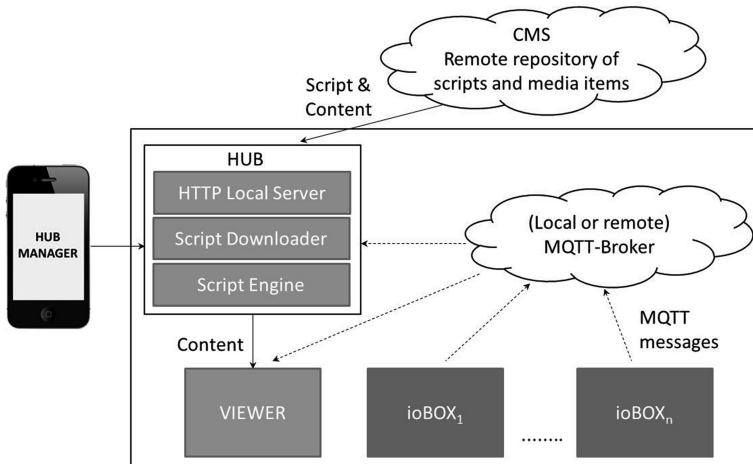 CMS
Remote repository of
scripts and media items
Script &
Content
HUB
HTTP Local Server
Script Downloader
Script Engine
HUB
MANAGER
(Local or remote)
MQTT-Broker
Content
MQTT
messages
VIEWER
ioBOX1
........
ioBOXn